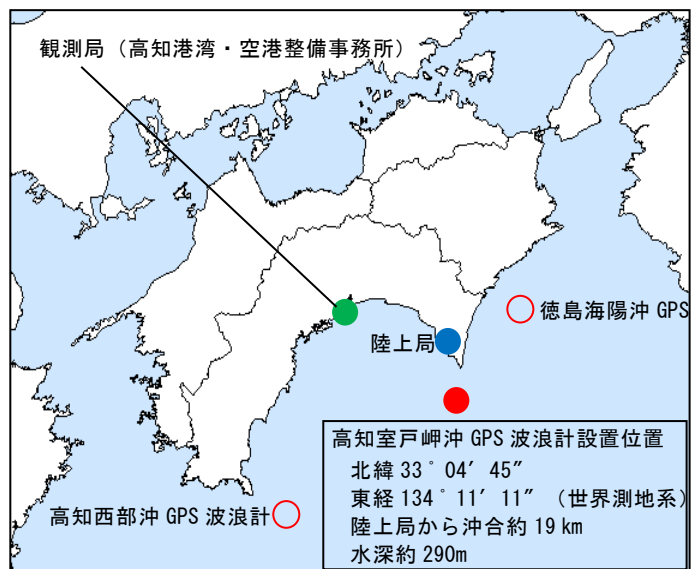 観測局（高知港湾・空港整備事務所）
徳島海陽沖 GPS
陸上局
高知室戸岬沖 GPS 波浪計設置位置
北緯 33°04′45″
東経 134°11′11″（世界測地系）
陸上局から沖合約 19 km
水深約 290m
高知西部沖 GPS 波浪計